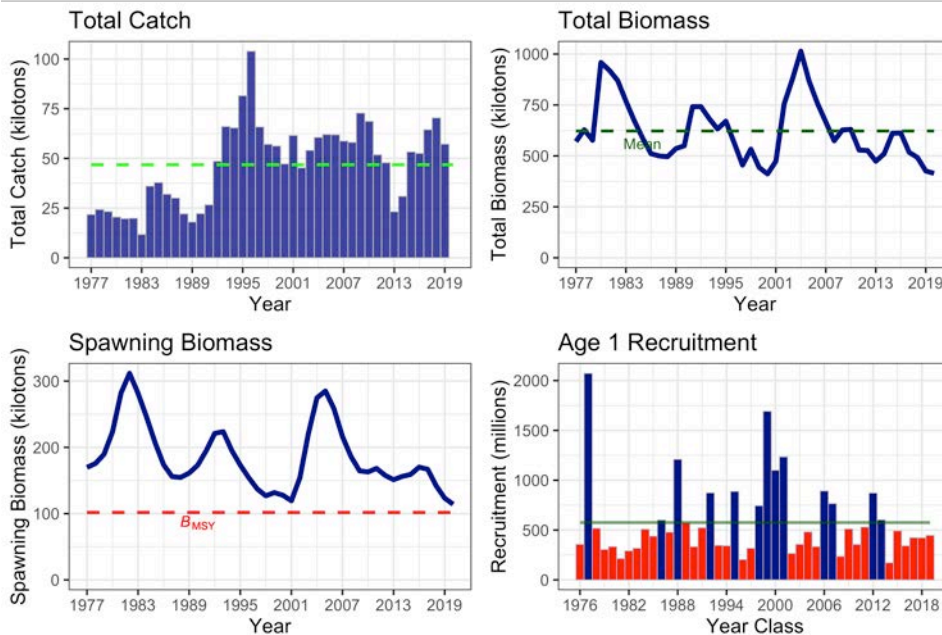 Total Catch
Total Catch (kilotons)
100
75
50
25
0
1977 1983 1989 1995 2001 2007 2013 2019
Year
Total Biomass
Total Biomass (kilotons)
1000
750
500
250
0
Mean
1977 1983 1989 1995 2001 2007 2013 2019
Year
Spawning Biomass
Spawning Biomass (kilotons)
300
200
100
0
BMSY
1977 1983 1989 1995 2001 2007 2013 2019
Year
Age 1 Recruitment
Recruitment (millions)
2000
1500
1000
500
0
1976 1982 1988 1994 2000 2006 2012 2018
Year Class